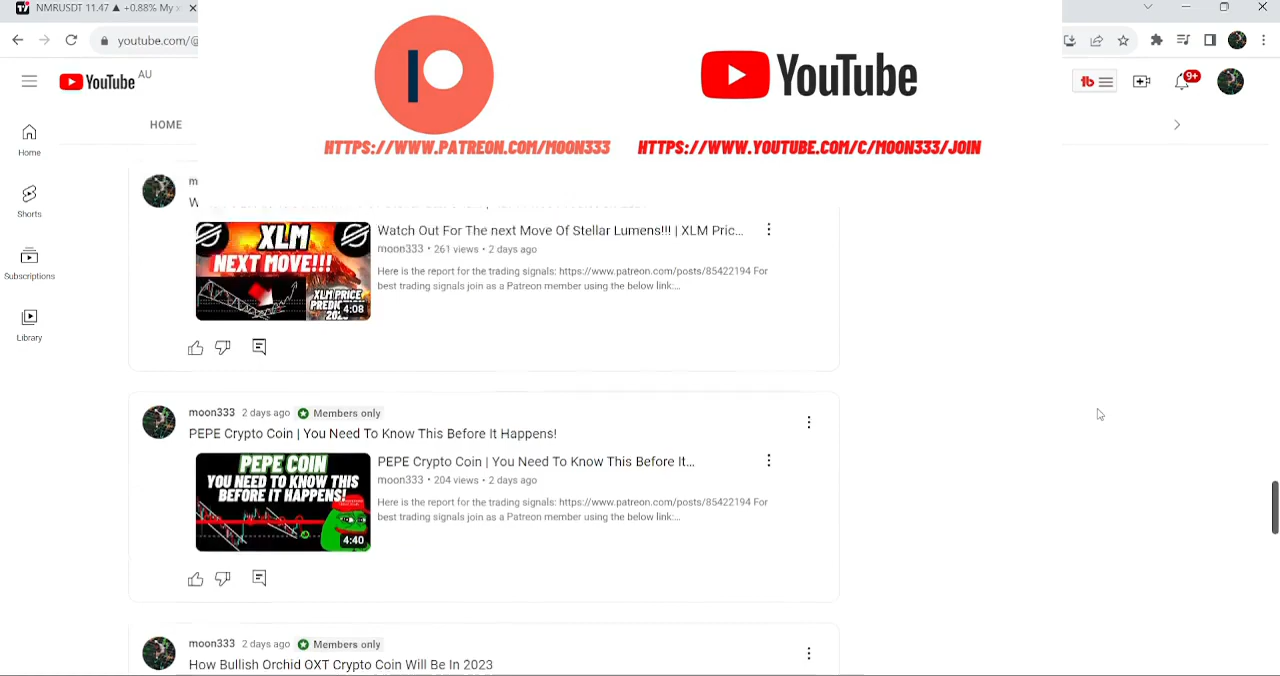 NMRUSDT 11.47 ▲ +0.88% My
youtube.com/@
YouTube AU
HTTPS://WWW.PATREON.COM/MOON333
YouTube
HTTPS://WWW.YOUTUBE.COM/C/MOON333/JOIN
9+
HOME
Home
Shorts
Subscriptions
Library
XLM
NEXT MOVE!!!
XLM PRICE
4:08
Watch Out For The next Move Of Stellar Lumens!!! | XLM Pric...
moon333 • 261 views • 2 days ago
Here is the report for the trading signals: https://www.patreon.com/posts/85422194 For
best trading signals join as a Patreon member using the below link:...
moon333 2 days ago Members only
PEPE Crypto Coin | You Need To Know This Before It Happens!
PEPE COIN
YOU NEED TO KNOW THIS
BEFORE IT HAPPENS!
4:40
PEPE Crypto Coin | You Need To Know This Before It...
moon333 • 204 views • 2 days ago
Here is the report for the trading signals: https://www.patreon.com/posts/85422194 For
best trading signals join as a Patreon member using the below link:...
moon333 2 days ago Members only
How Bullish Orchid OXT Crypto Coin Will Be In 2023